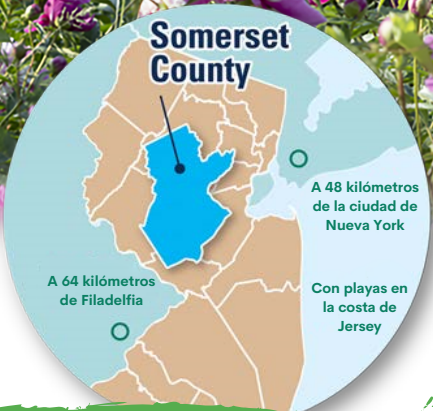 Somerset
County
A 48 kilómetros
de la ciudad de
Nueva York
A 64 kilómetros
de Filadelfia
Con playas en
la costa de
Jersey